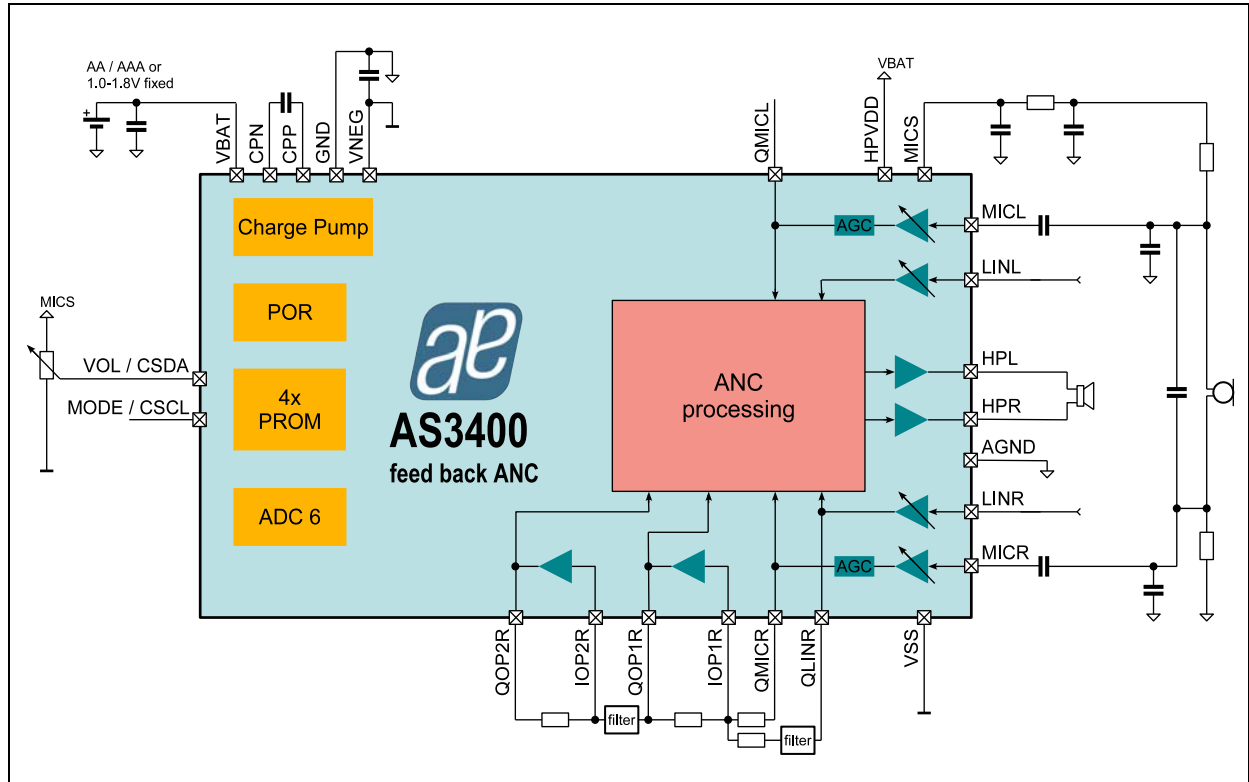 AA / AAA or
1.0-1.8V fixed
+
VBAT
CPN
CPP
GND
VNEG
QMICL
VBAT
HPVDD
MICS
Charge Pump
POR
4x
PROM
ADC 6
MICS
VOL / CSDA
MODE / CSCL
ae
AS3400
feed back ANC
ANC
processing
AGC
AGC
MICL
LINL
HPL
HPR
AGND
LINR
MICR
QOP2R
IOP2R
QOP1R
IOP1R
QMICR
QLINR
VSS
filter
filter